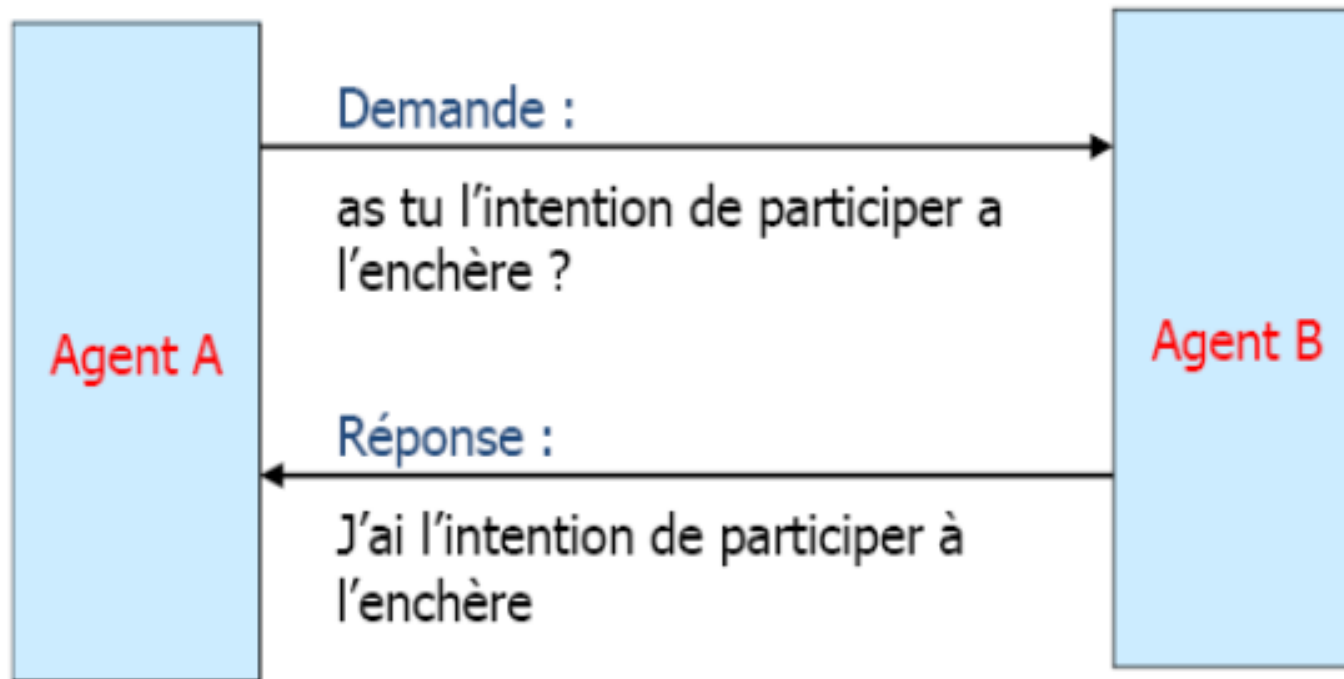 Demande :
as tu l'intention de participer a
l'enchère ?
Agent A
Agent B
Réponse :
J'ai l'intention de participer à
l'enchère